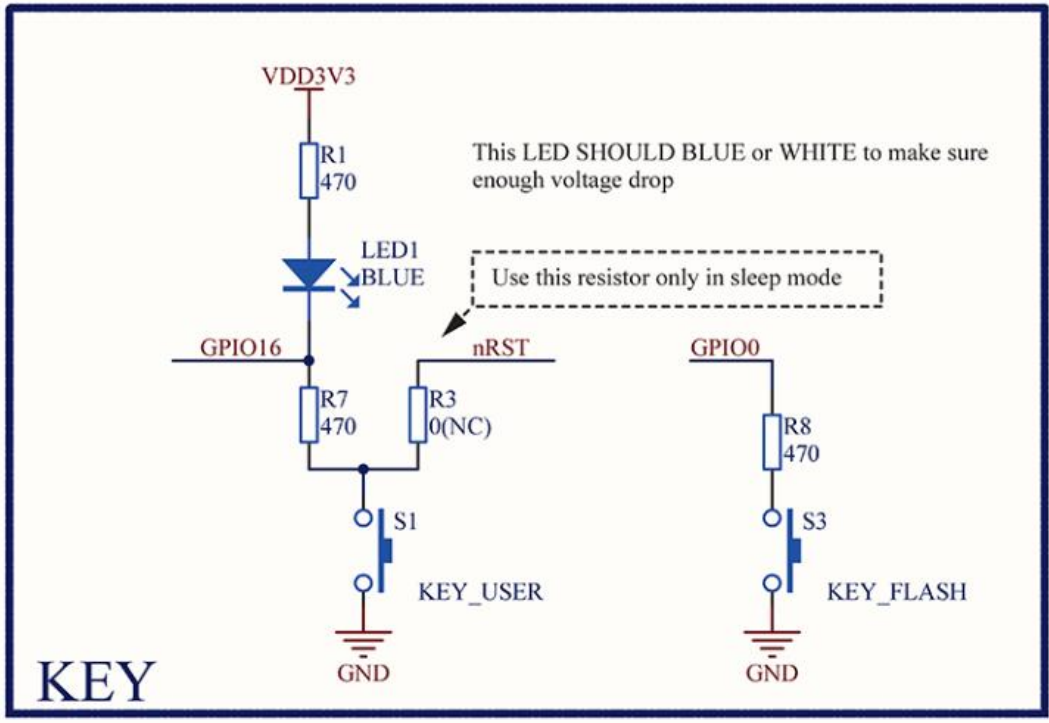 VDD3V3
R1
470
This LED SHOULD BLUE or WHITE to make sure
enough voltage drop
LED1
BLUE
Use this resistor only in sleep mode
GPIO16
nRST
GPIO0
R7
470
R3
0(NC)
R8
470
S1
KEY_USER
S3
KEY_FLASH
GND
GND
KEY